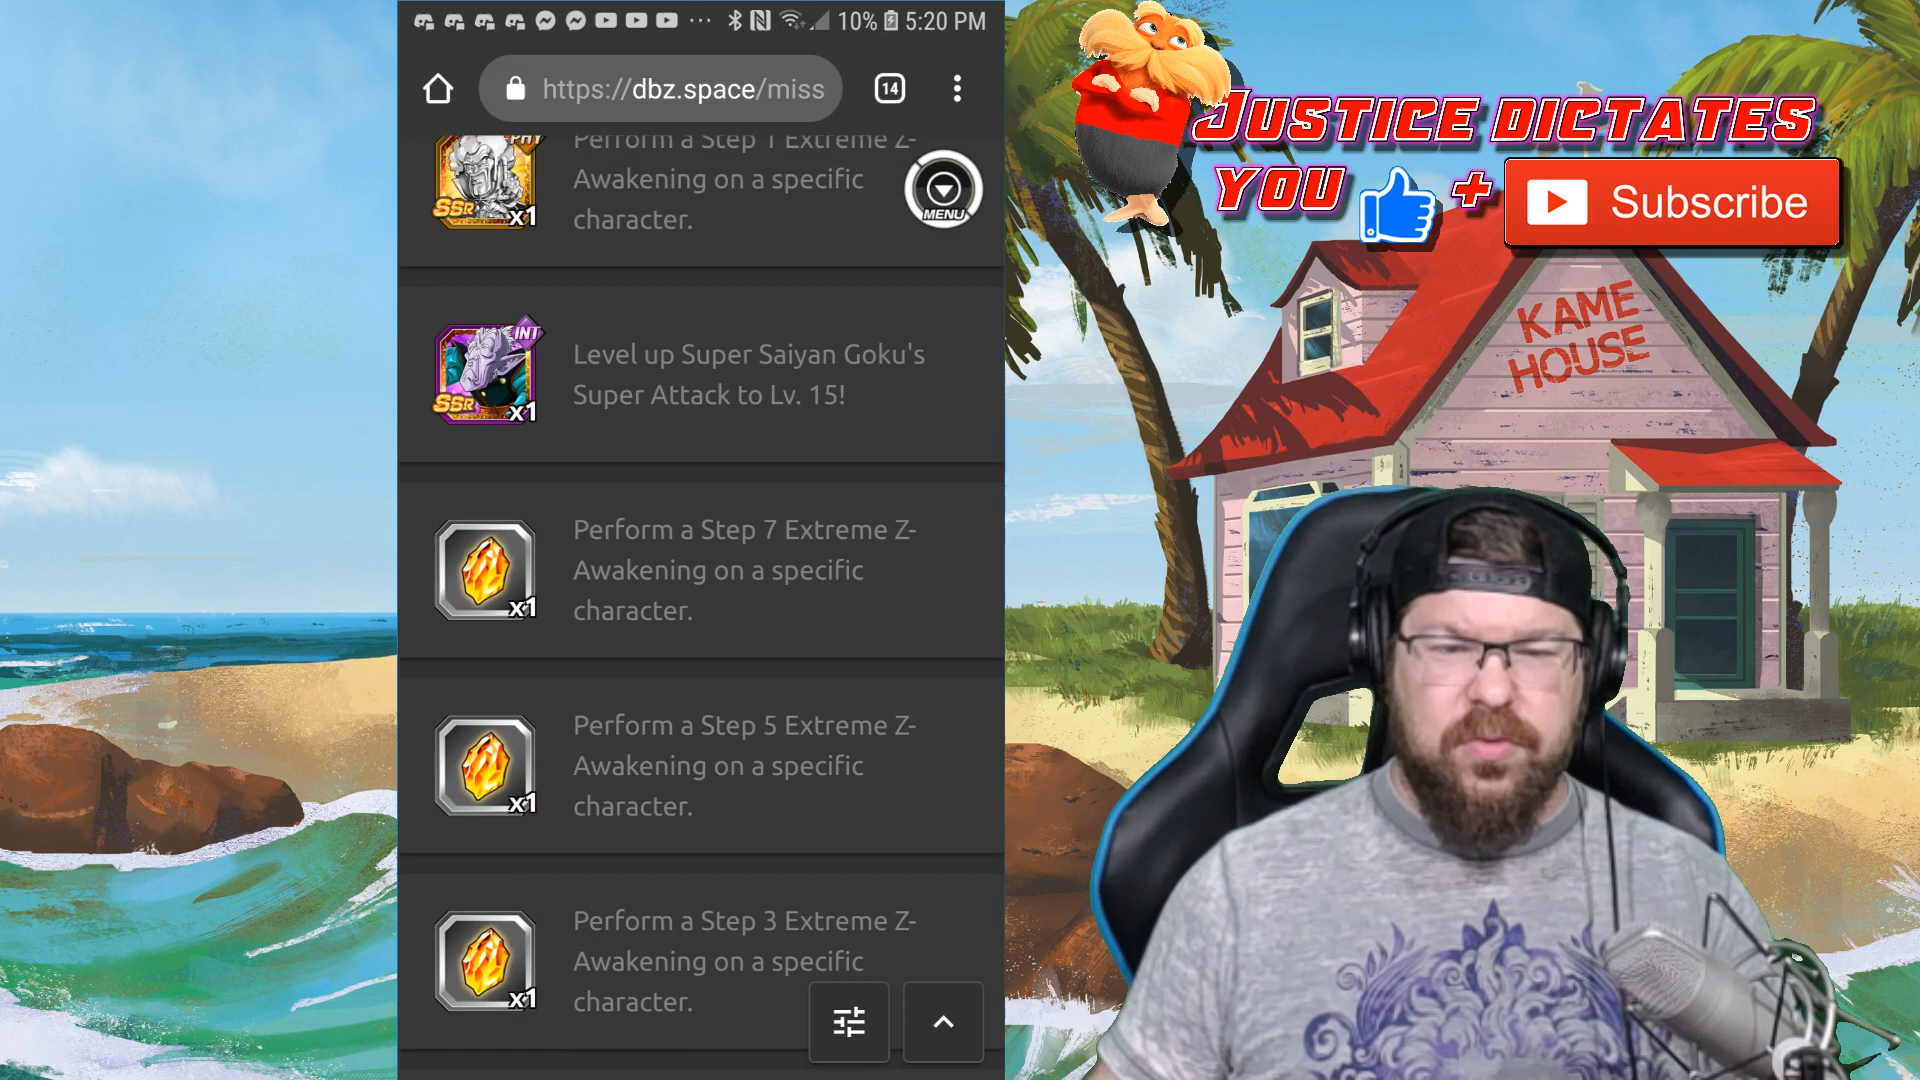 10% 5:20 PM
https://dbz.space/miss
14
Perform a Step 1 Extreme Z-
Awakening on a specific
character.
PHY
SSR
x1
MENU
Level up Super Saiyan Goku's
Super Attack to Lv. 15!
INT
SSR
x1
Perform a Step 7 Extreme Z-
Awakening on a specific
character.
x1
Perform a Step 5 Extreme Z-
Awakening on a specific
character.
x1
Perform a Step 3 Extreme Z-
Awakening on a specific
character.
x1
JUSTICE DICTATES
YOU + Subscribe
KAME
HOUSE